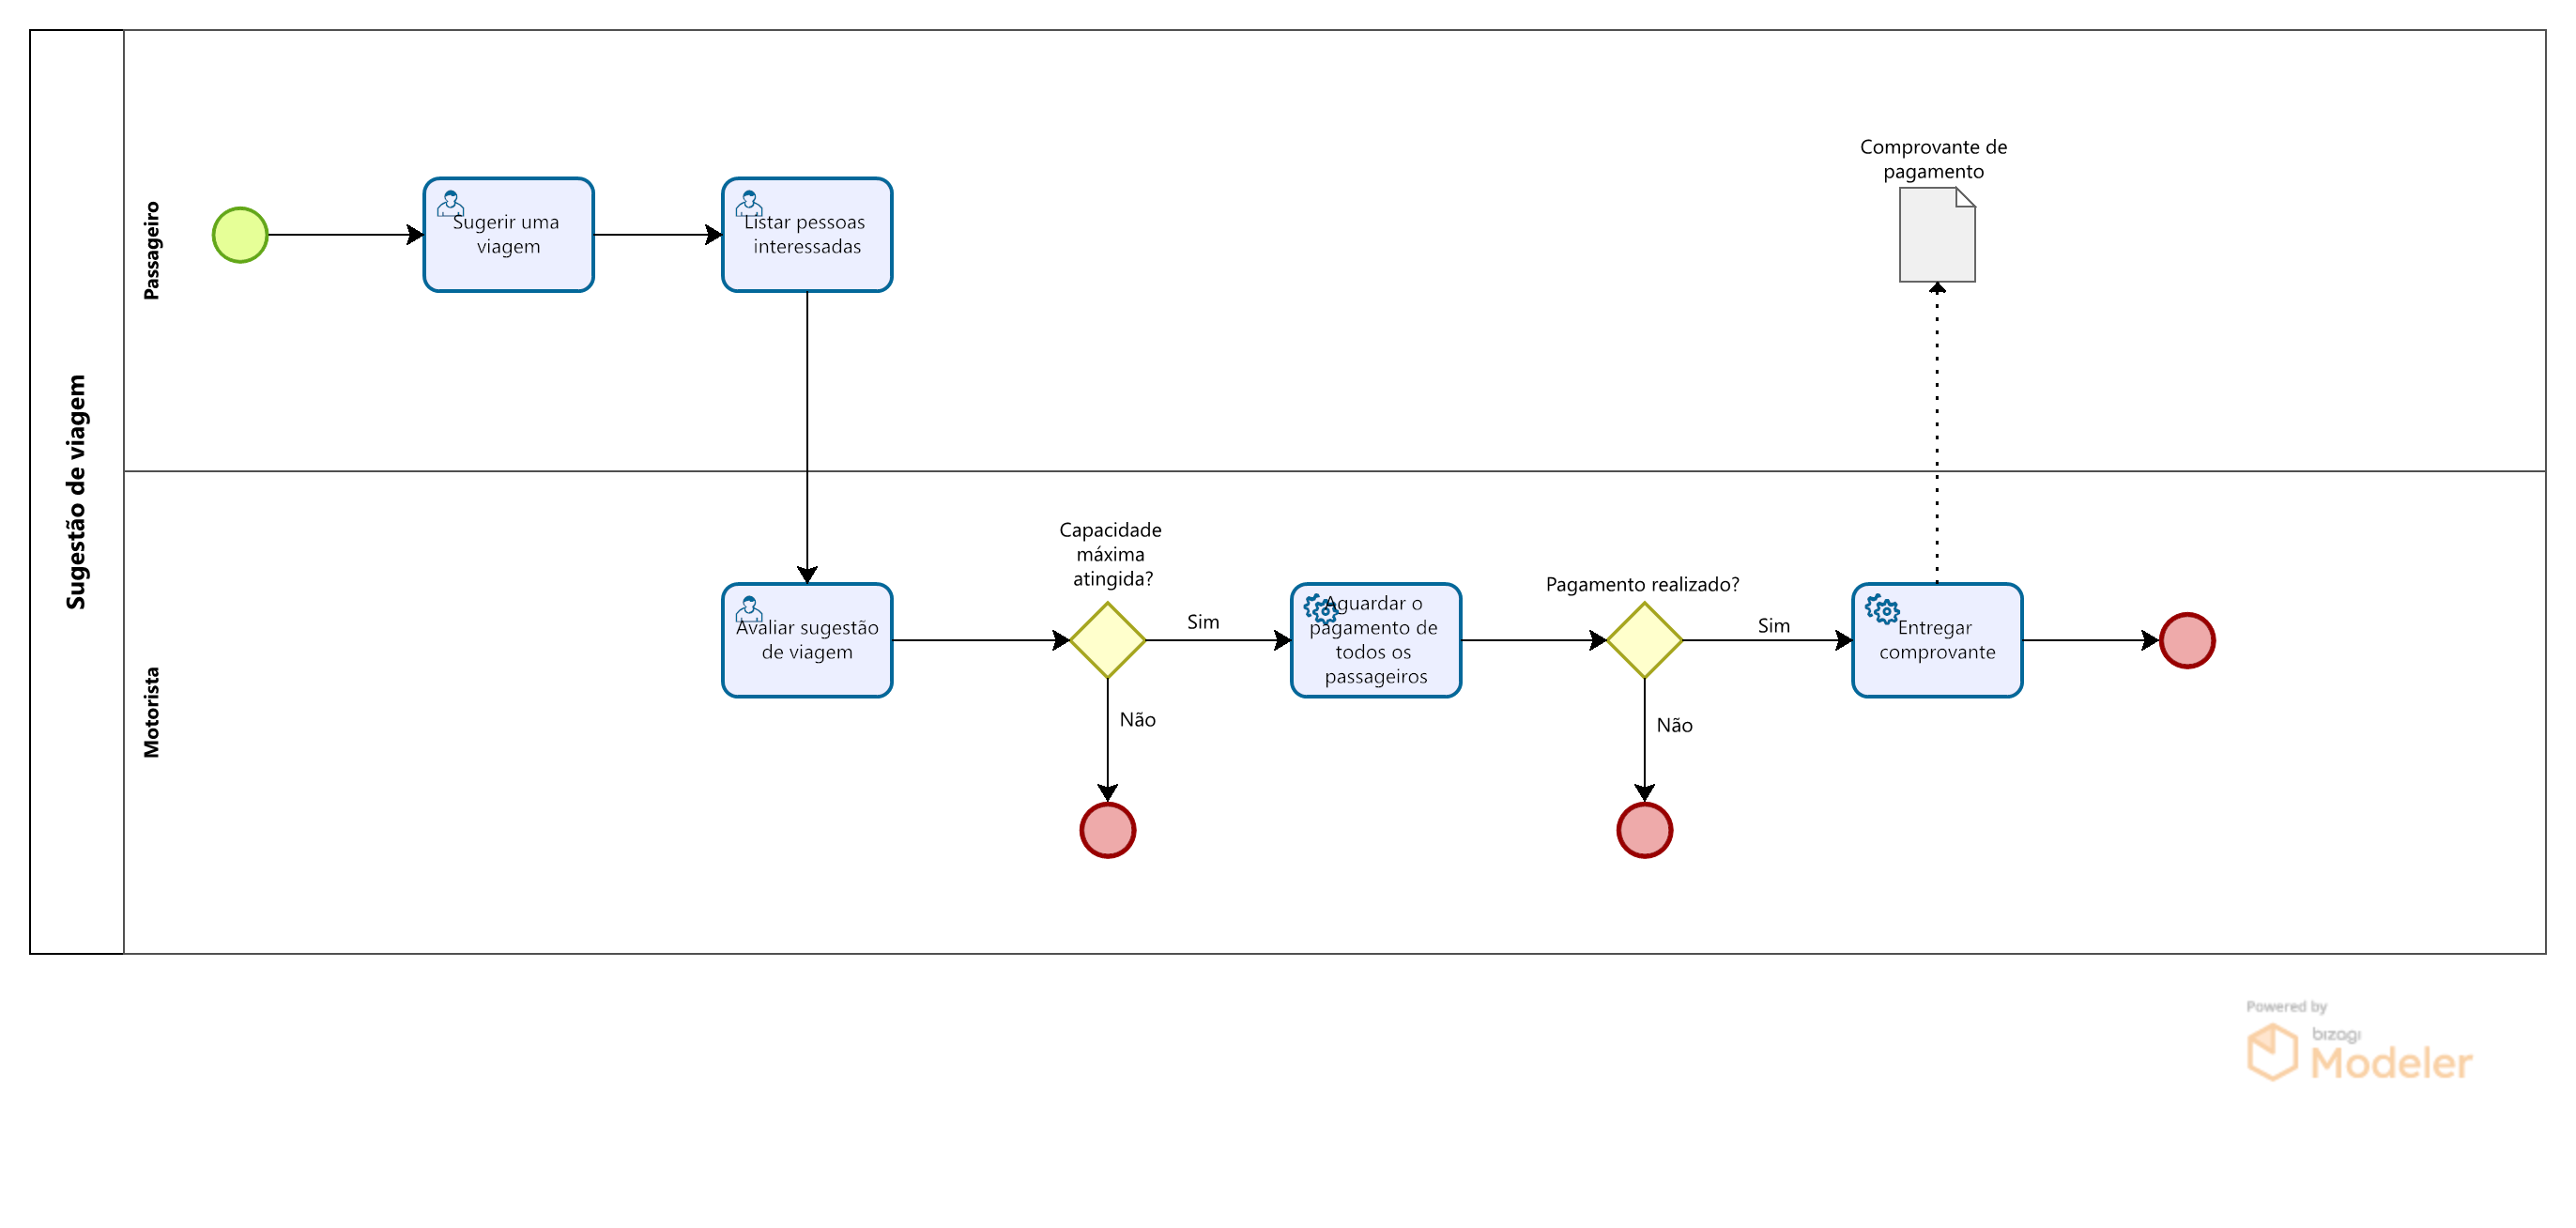 Sugestão de viagem
Passageiro
Sugerir uma
viagem
Listar pessoas
interessadas
Comprovante de
pagamento
Motorista
Avaliar sugestão
de viagem
Capacidade
máxima
atingida?
Sim
Não
Aguardar o
pagamento de
todos os
passageiros
Pagamento realizado?
Sim
Não
Entregar
comprovante
Powered by
bizagi
Modeler